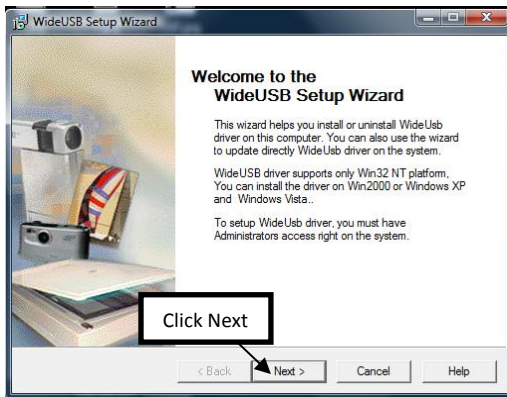 WideUSB Setup Wizard
Welcome to the
WideUSB Setup Wizard
This wizard helps you install or uninstall WideUsb
driver on this computer. You can also use the wizard
to update directly WideUsb driver on the system.
WideUSB driver supports only Win32 NT platform,
You can install the driver on Win2000 or Windows XP
and Windows Vista..
To setup WideUsb driver, you must have
Administrators access right on the system.
Click Next
< Back Next > Cancel Help